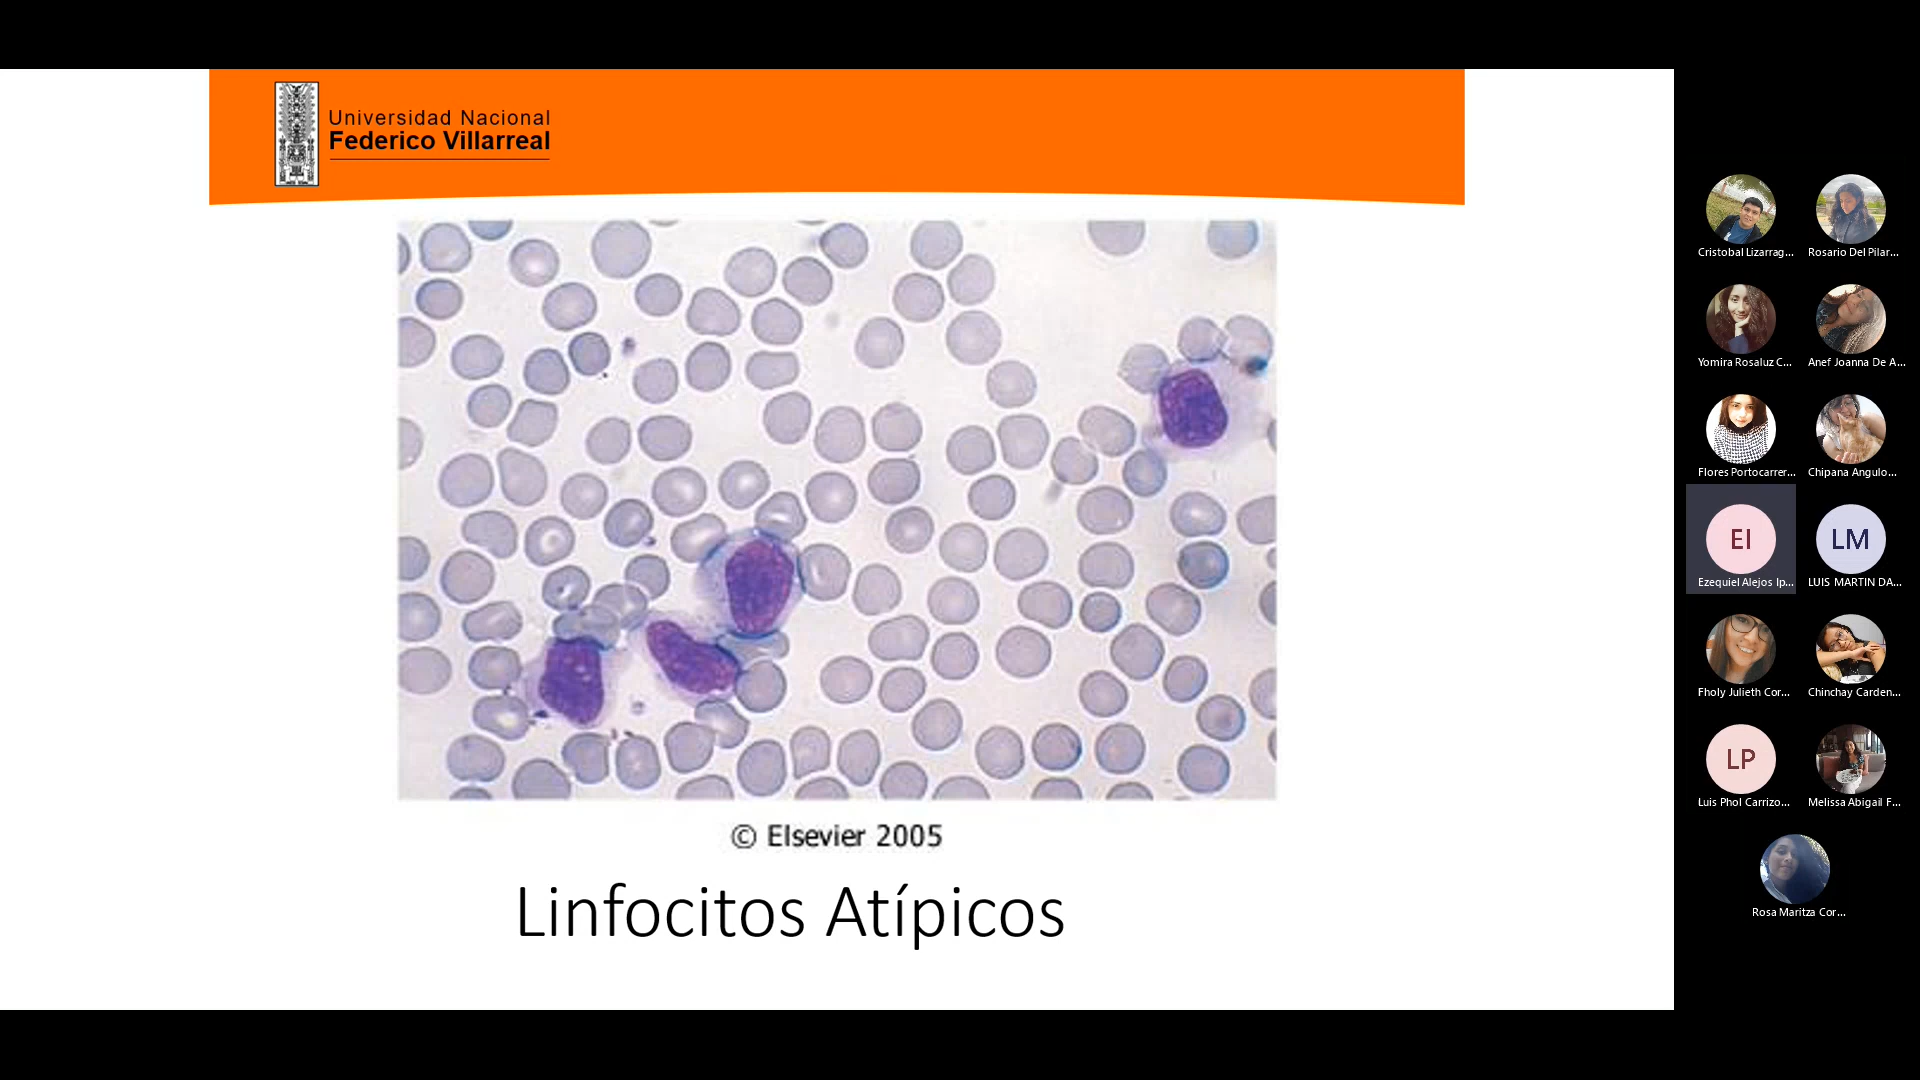 Universidad Nacional
Federico Villarreal
© Elsevier 2005
Linfocitos Atípicos
Cristobal Lizarrag...
Rosario Del Pilar...
Yomira Rosaluz C...
Anef Joanna De A...
Flores Portocarrer...
Chipana Angulo...
EI
Ezequiel Alejos Ip...
LM
LUIS MARTIN DA...
Fholy Julieth Cor...
Chinchay Carden...
LP
Luis Phol Carrizo...
Melissa Abigail F...
Rosa Maritza Cor...